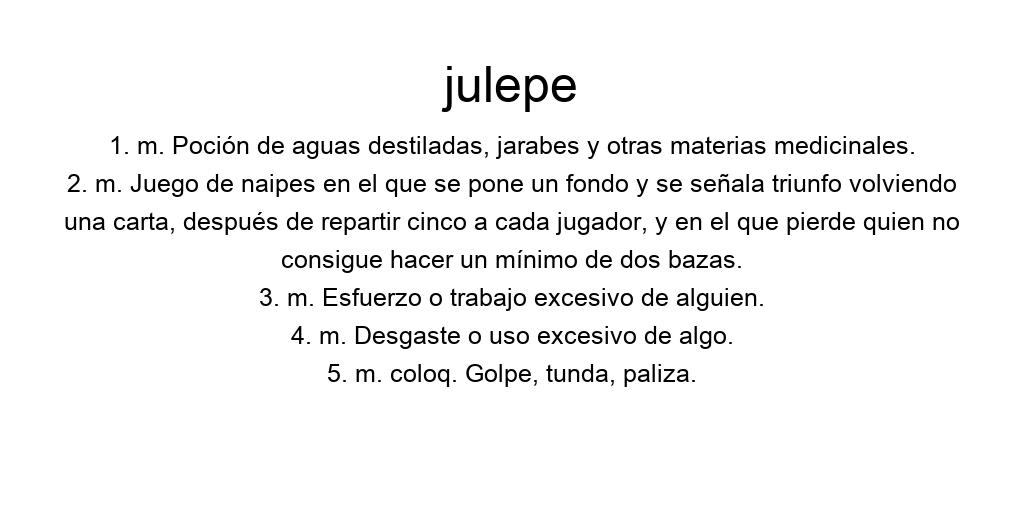 julepe
1. m. Poción de aguas destiladas, jarabes y otras materias medicinales.
2. m. Juego de naipes en el que se pone un fondo y se señala triunfo volviendo
una carta, después de repartir cinco a cada jugador, y en el que pierde quien no
consigue hacer un mínimo de dos bazas.
3. m. Esfuerzo o trabajo excesivo de alguien.
4. m. Desgaste o uso excesivo de algo.
5. m. coloq. Golpe, tunda, paliza.